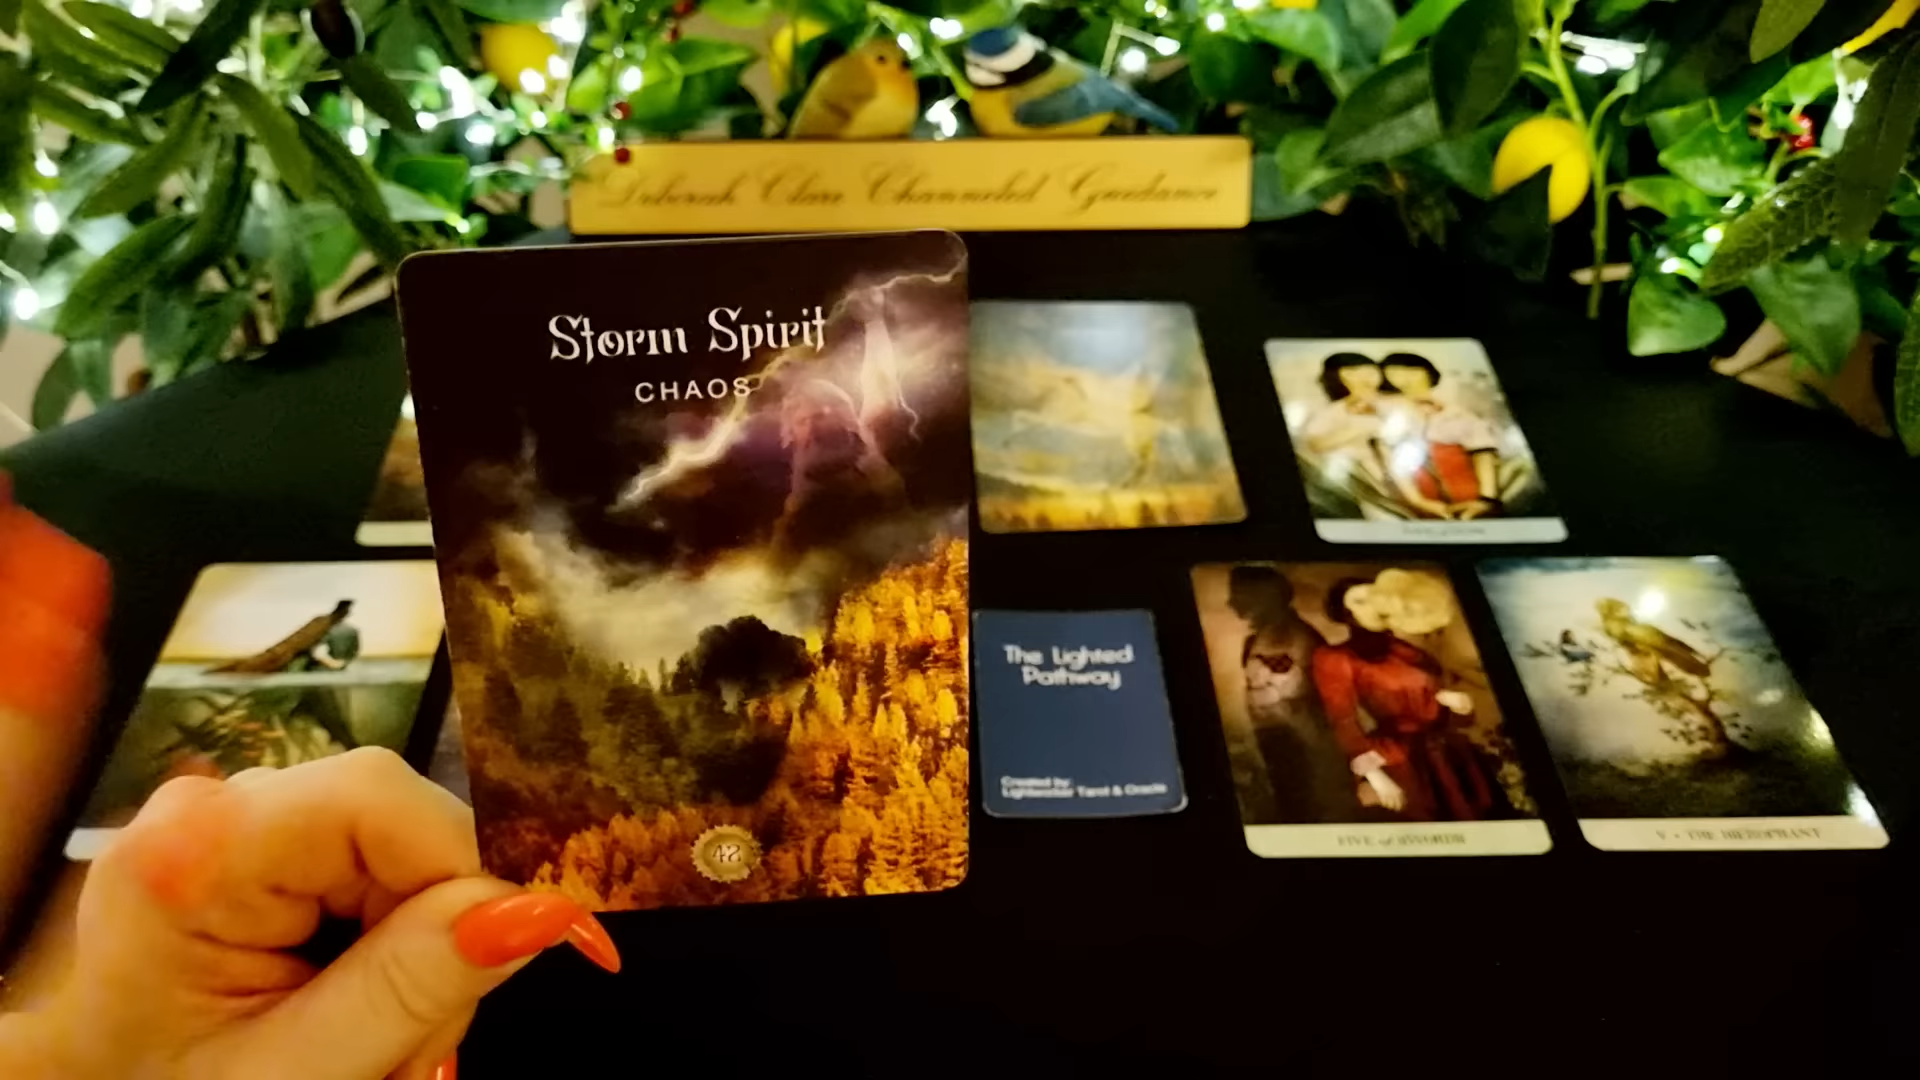 Deborah Clare Channeled Guidance
Storm Spirit
CHAOS
42
The Lighted
Pathway
Created by:
Lightseeker Tarot & Oracle
FIVE of SWORDS
V • THE HIEROPHANT